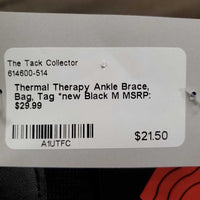 The Tack Collector
614600-514
Thermal Therapy Ankle Brace,
Bag, Tag *new Black M MSRP:
$29.99
A1UTFC
$21.50